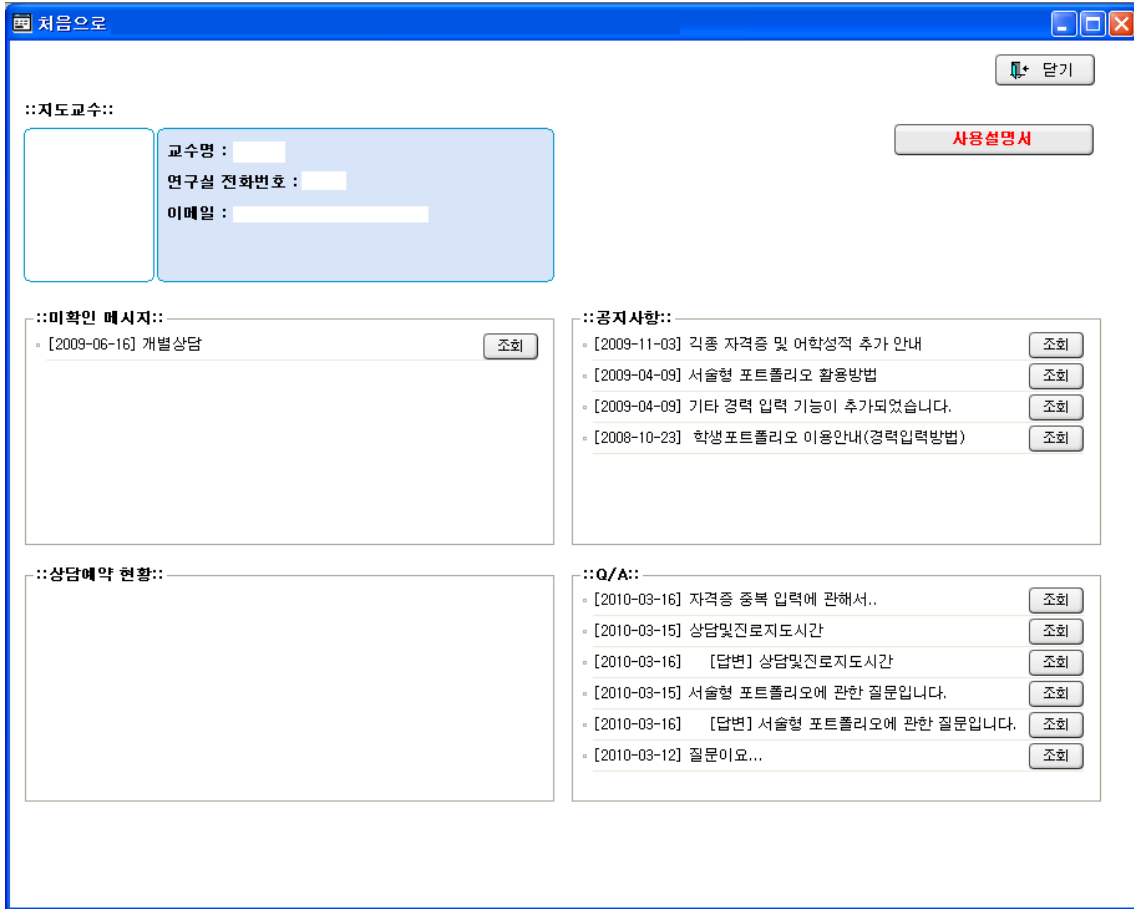 처음으로
닫기
::지도교수::
사용설명서
교수명 :
연구실 전화번호 :
이메일 :
::미확인 메시지::
[2009-06-16] 개별상담 조회
::공지사항::
[2009-11-03] 각종 자격증 및 어학성적 추가 안내 조회
[2009-04-09] 서술형 포트폴리오 활용방법 조회
[2009-04-09] 기타 경력 입력 기능이 추가되었습니다. 조회
[2008-10-23] 학생포트폴리오 이용안내(경력입력방법) 조회
::상담예약 현황::
::Q/A::
[2010-03-16] 자격증 중복 입력에 관해서.. 조회
[2010-03-15] 상담및진로지도시간 조회
[2010-03-16] [답변] 상담및진로지도시간 조회
[2010-03-15] 서술형 포트폴리오에 관한 질문입니다. 조회
[2010-03-16] [답변] 서술형 포트폴리오에 관한 질문입니다. 조회
[2010-03-12] 질문이요... 조회